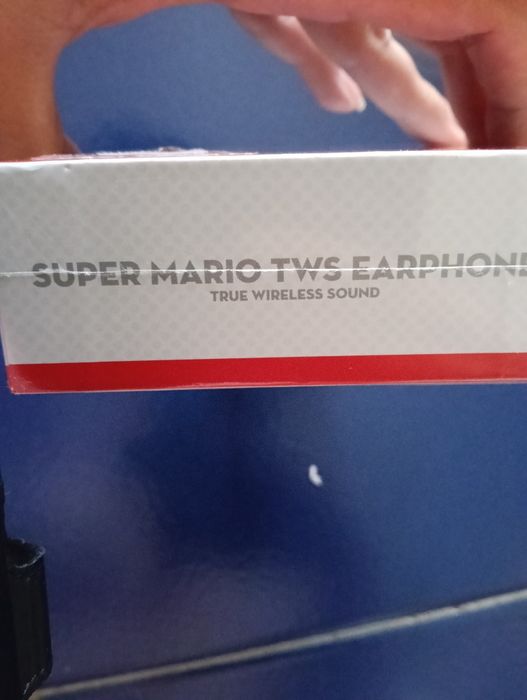 SUPER MARIO TWS EARPHONE
TRUE WIRELESS SOUND